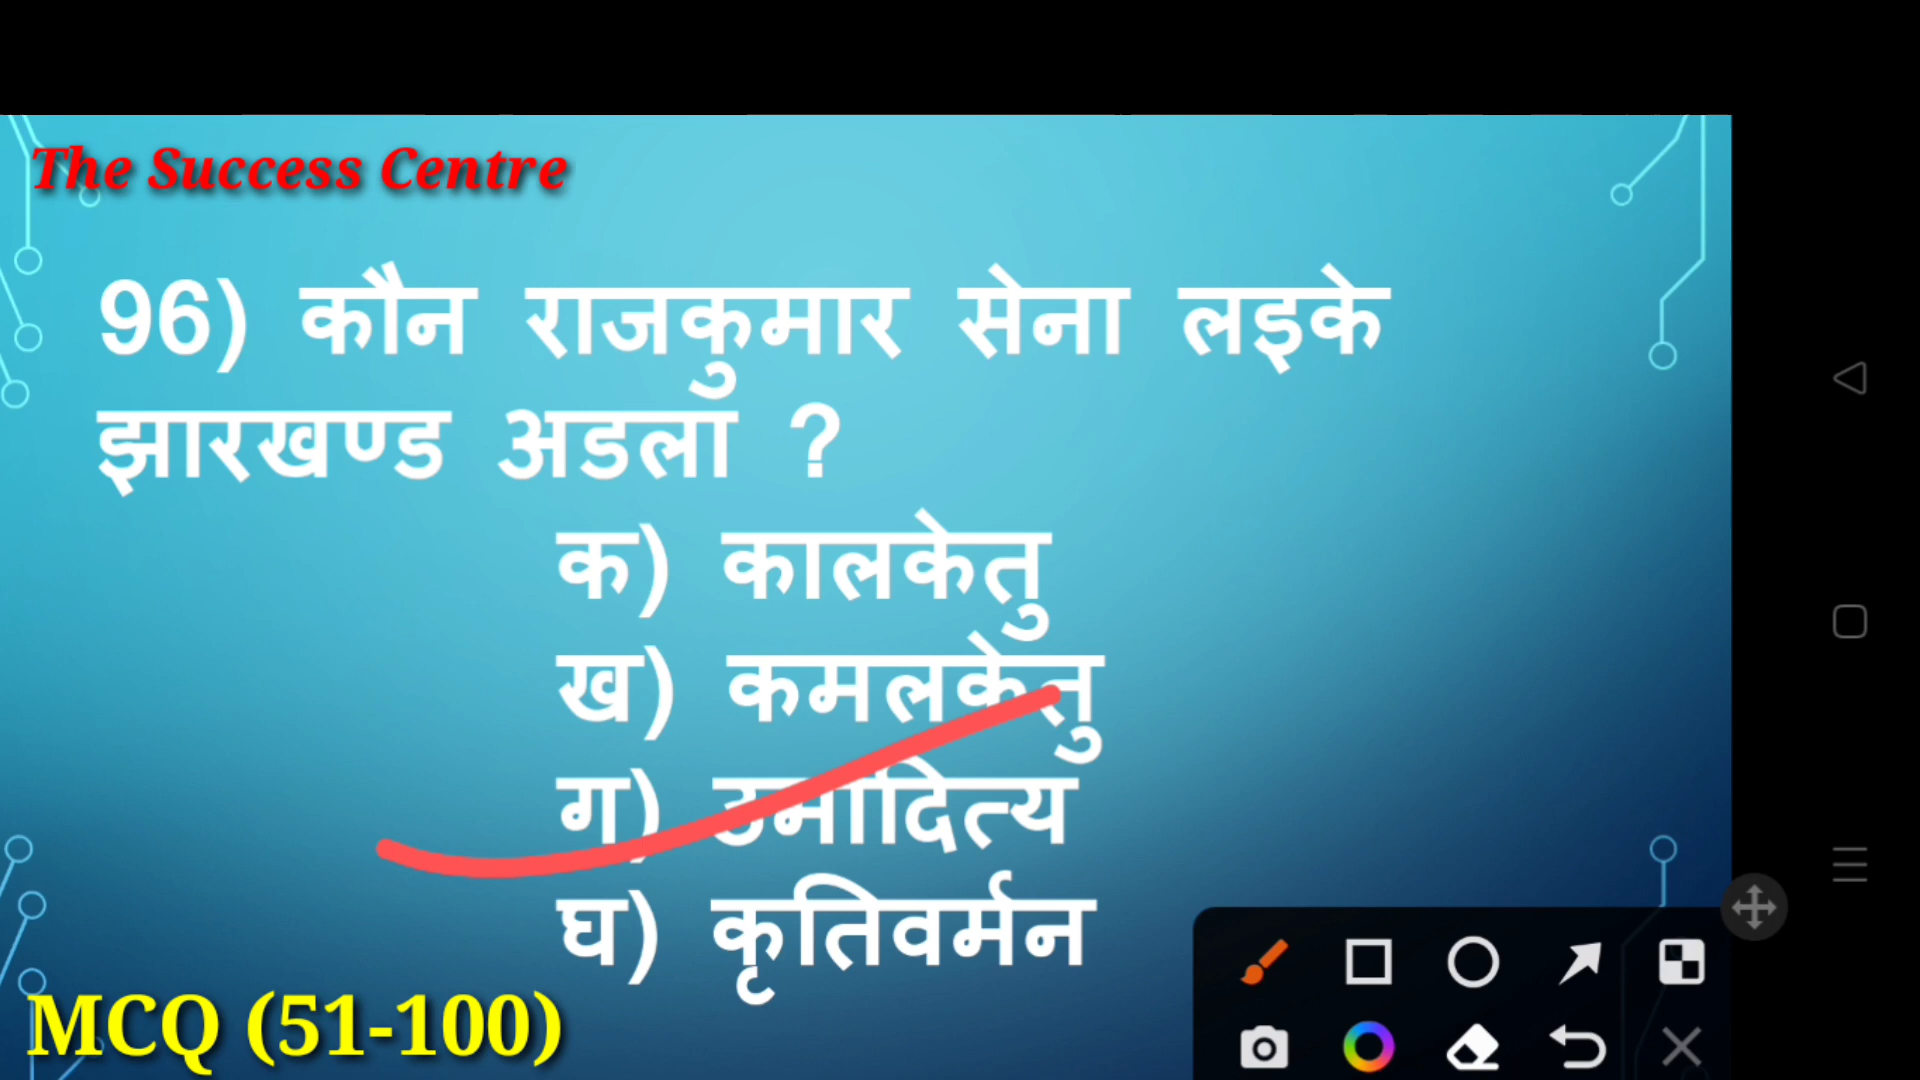 The Success Centre
96) कौन राजकुमार सेना लइके
झारखण्ड अडला ?
क) कालकेतु
ख) कमलकेतु
ग) उमादित्य
घ) कृतिवर्मन
MCQ (51-100)